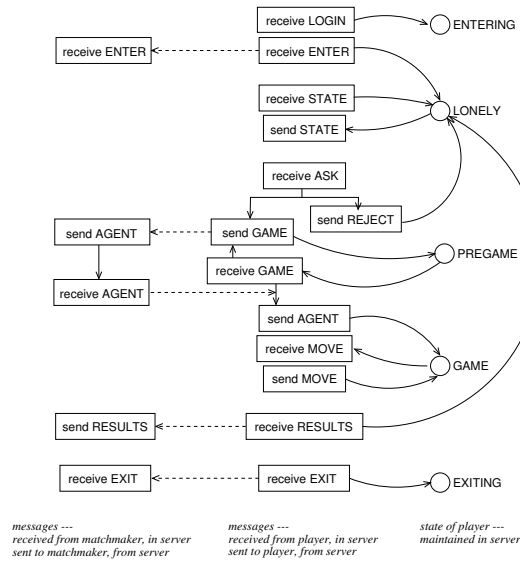 receive LOGIN
ENTERING
receive ENTER
receive ENTER
receive STATE
LONELY
send STATE
receive ASK
send REJECT
send AGENT
send GAME
PREGAME
receive GAME
receive AGENT
send AGENT
receive MOVE
GAME
send MOVE
send RESULTS
receive RESULTS
receive EXIT
receive EXIT
EXITING
messages ---
received from matchmaker, in server
sent to matchmaker, from server
messages ---
received from player, in server
sent to player, from server
state of player ---
maintained in server